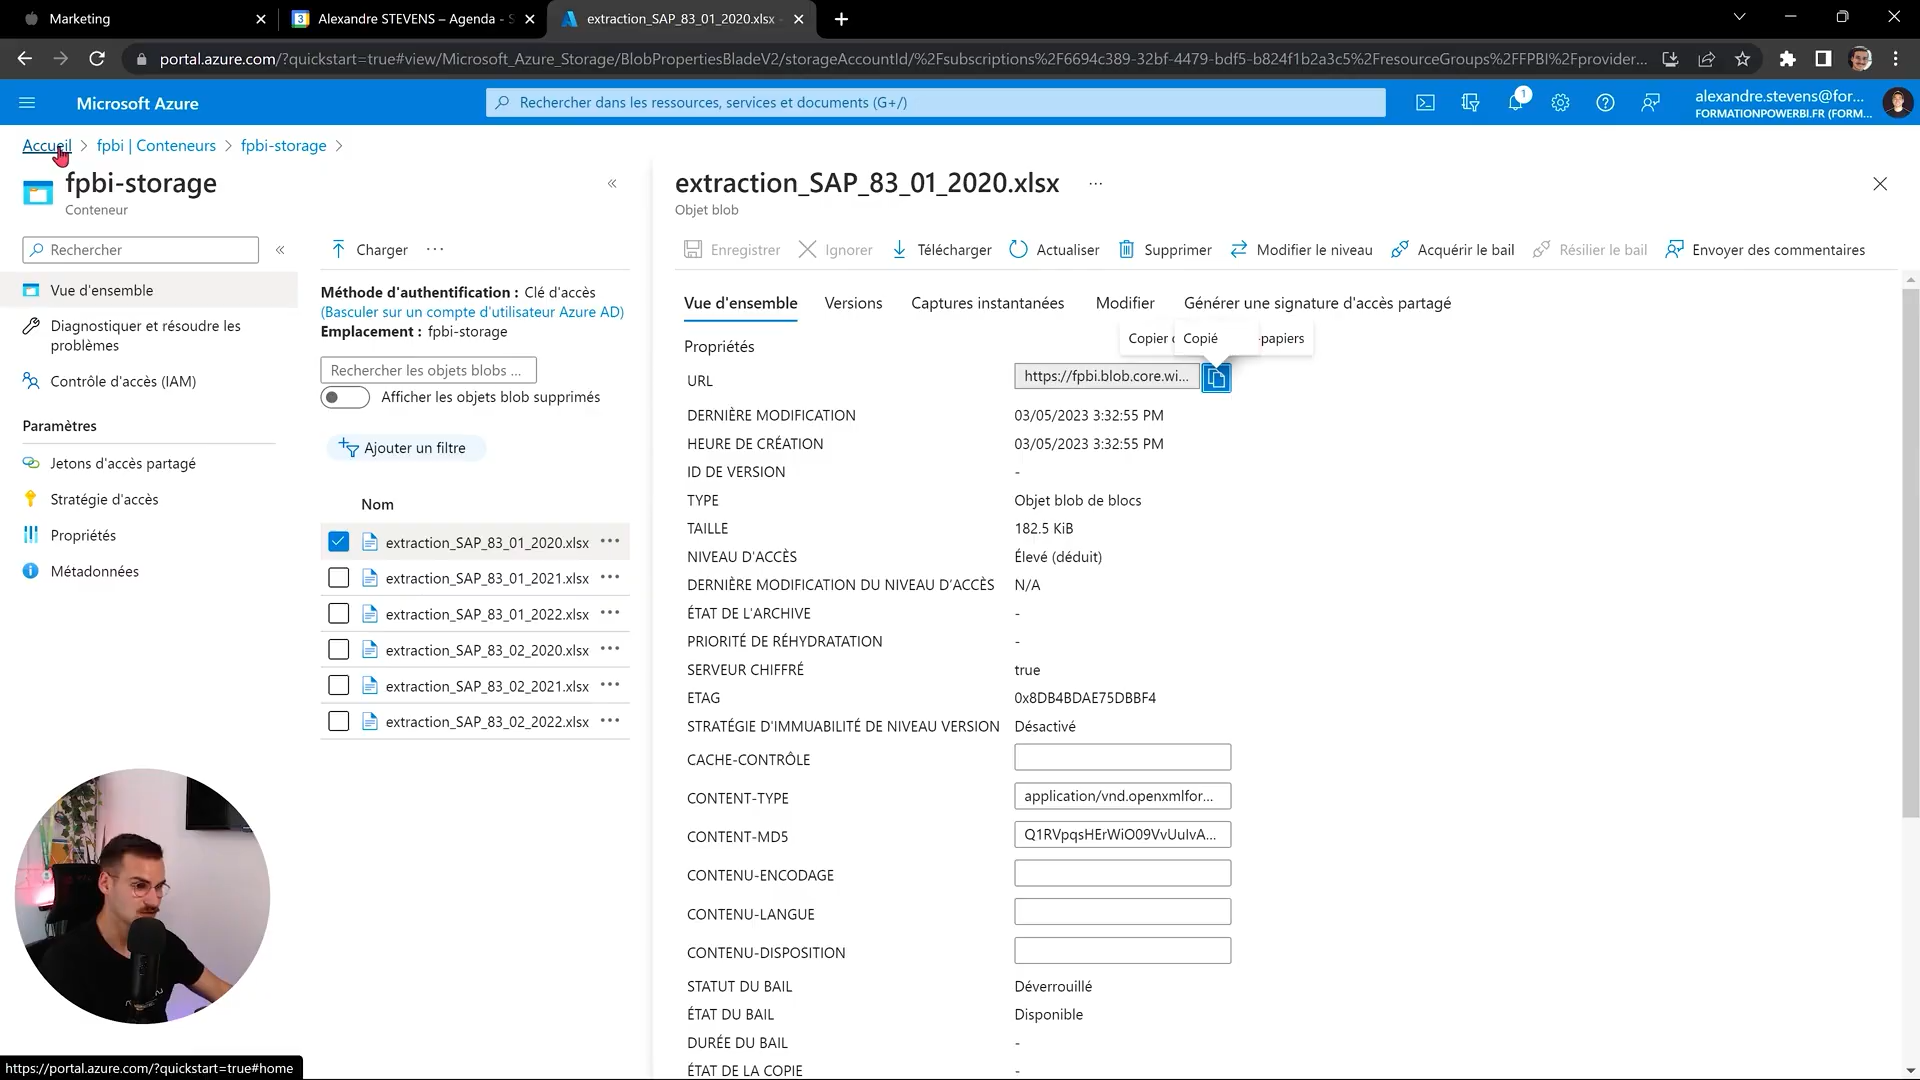 Marketing
Alexandre STEVENS – Agenda - S
extraction_SAP_83_01_2020.xlsx
portal.azure.com/?quickstart=true#view/Microsoft_Azure_Storage/BlobPropertiesBladeV2/storageAccountId/%2Fsubscriptions%2F6694c389-32bf-4479-bdf5-b824f1b2a3c5%2FresourceGroups%2FFPBI%2Fprovider...
Microsoft Azure
Rechercher dans les ressources, services et documents (G+/)
1
alexandre.stevens@for...
FORMATIONPOWERBI.FR (FORM...
Accueil > fpbi | Conteneurs > fpbi-storage >
fpbi-storage
Conteneur
Rechercher
Vue d'ensemble
Diagnostiquer et résoudre les
problèmes
Contrôle d'accès (IAM)
Paramètres
Jetons d'accès partagé
Stratégie d'accès
Propriétés
Métadonnées
Charger
Méthode d'authentification : Clé d'accès
(Basculer sur un compte d'utilisateur Azure AD)
Emplacement : fpbi-storage
Rechercher les objets blobs ...
Afficher les objets blob supprimés
Ajouter un filtre
Nom
extraction_SAP_83_01_2020.xlsx
extraction_SAP_83_01_2021.xlsx
extraction_SAP_83_01_2022.xlsx
extraction_SAP_83_02_2020.xlsx
extraction_SAP_83_02_2021.xlsx
extraction_SAP_83_02_2022.xlsx
extraction_SAP_83_01_2020.xlsx
Objet blob
Enregistrer Ignorer Télécharger Actualiser Supprimer Modifier le niveau Acquérir le bail Résilier le bail Envoyer des commentaires
Vue d'ensemble Versions Captures instantanées Modifier Générer une signature d'accès partagé
Copier Copié -papiers
Propriétés
URL https://fpbi.blob.core.wi...
DERNIÈRE MODIFICATION 03/05/2023 3:32:55 PM
HEURE DE CRÉATION 03/05/2023 3:32:55 PM
ID DE VERSION -
TYPE Objet blob de blocs
TAILLE 182.5 KiB
NIVEAU D'ACCÈS Élevé (déduit)
DERNIÈRE MODIFICATION DU NIVEAU D'ACCÈS N/A
ÉTAT DE L'ARCHIVE -
PRIORITÉ DE RÉHYDRATATION -
SERVEUR CHIFFRÉ true
ETAG 0x8DB4BDAE75DBBF4
STRATÉGIE D'IMMUABILITÉ DE NIVEAU VERSION Désactivé
CACHE-CONTRÔLE
CONTENT-TYPE application/vnd.openxmlfor...
CONTENT-MD5 Q1RVpqsHErWiO09VvUuIvA...
CONTENU-ENCODAGE
CONTENU-LANGUE
CONTENU-DISPOSITION
STATUT DU BAIL Déverrouillé
ÉTAT DU BAIL Disponible
DURÉE DU BAIL -
ÉTAT DE LA COPIE -
https://portal.azure.com/?quickstart=true#home